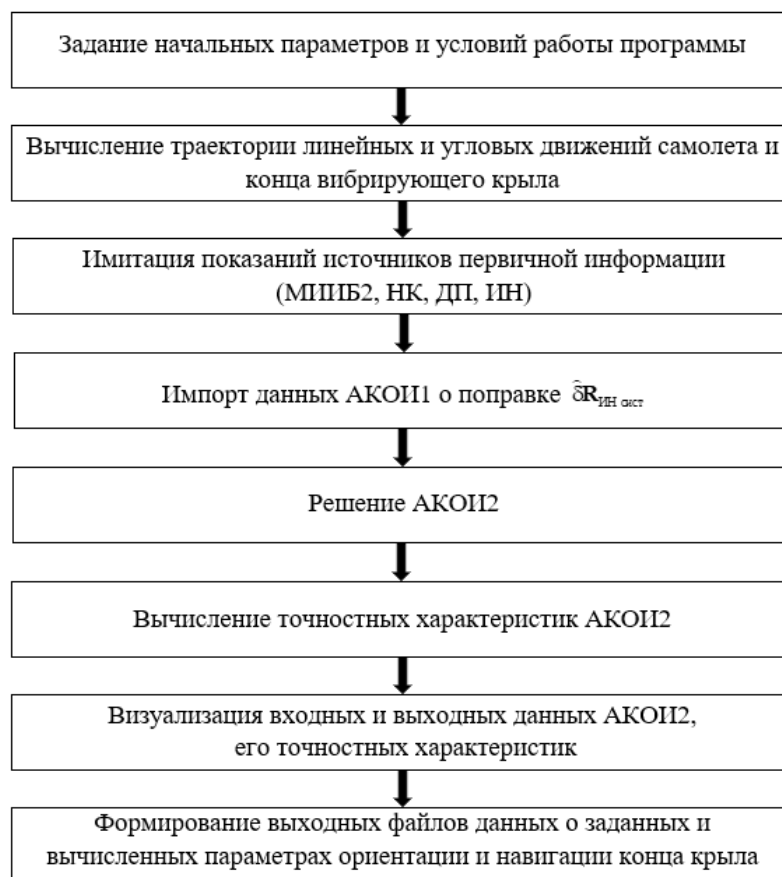 Задание начальных параметров и условий работы программы
Вычисление траектории линейных и угловых движений самолета и
конца вибрирующего крыла
Имитация показаний источников первичной информации
(МИИБ2, НК, ДП, ИН)
Импорт данных АКОИ1 о поправке δ̂R_ИН сист
Решение АКОИ2
Вычисление точностных характеристик АКОИ2
Визуализация входных и выходных данных АКОИ2,
его точностных характеристик
Формирование выходных файлов данных о заданных и
вычисленных параметрах ориентации и навигации конца крыла